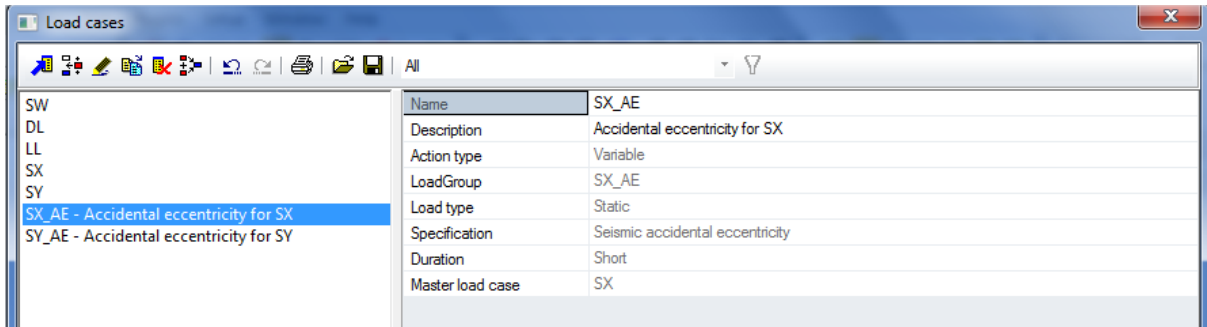 Load cases
All
SW
DL
LL
SX
SY
SX_AE - Accidental eccentricity for SX
SY_AE - Accidental eccentricity for SY
Name SX_AE
Description Accidental eccentricity for SX
Action type Variable
LoadGroup SX_AE
Load type Static
Specification Seismic accidental eccentricity
Duration Short
Master load case SX